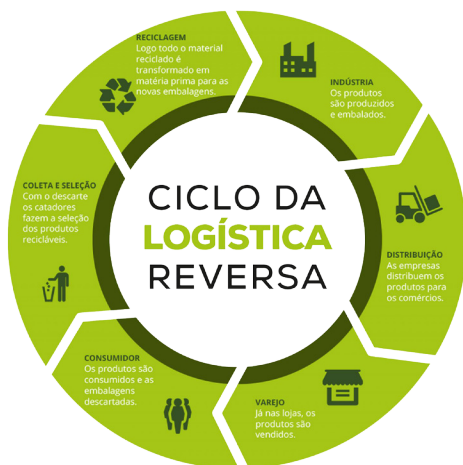 CICLO DA
LOGÍSTICA
REVERSA
RECICLAGEM
Logo todo o material
reciclado é
transformado em
matéria prima para as
novas embalagens.
INDÚSTRIA
Os produtos
são produzidos
e embalados.
DISTRIBUIÇÃO
As empresas
distribuem os
produtos para
os comércios.
VAREJO
Já nas lojas, os
produtos são
vendidos.
CONSUMIDOR
Os produtos são
consumidos e as
embalagens
descartadas.
COLETA E SELEÇÃO
Com o descarte
os catadores
fazem a seleção
dos produtos
recicláveis.